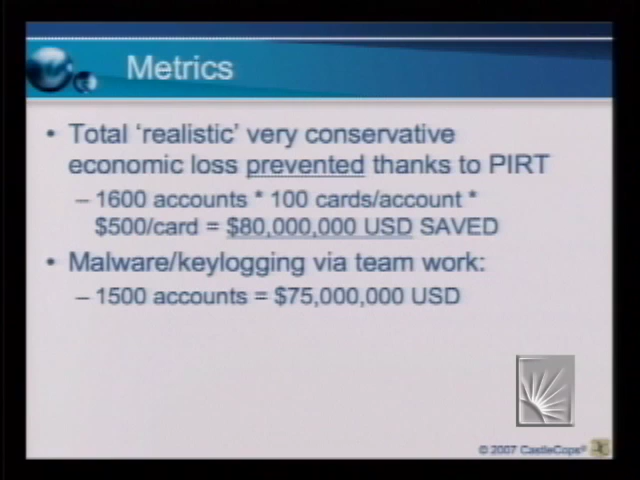 Metrics
• Total ‘realistic’ very conservative
economic loss prevented thanks to PIRT
– 1600 accounts * 100 cards/account *
$500/card = $80,000,000 USD SAVED
• Malware/keylogging via team work:
– 1500 accounts = $75,000,000 USD
© 2007 CastleCops®